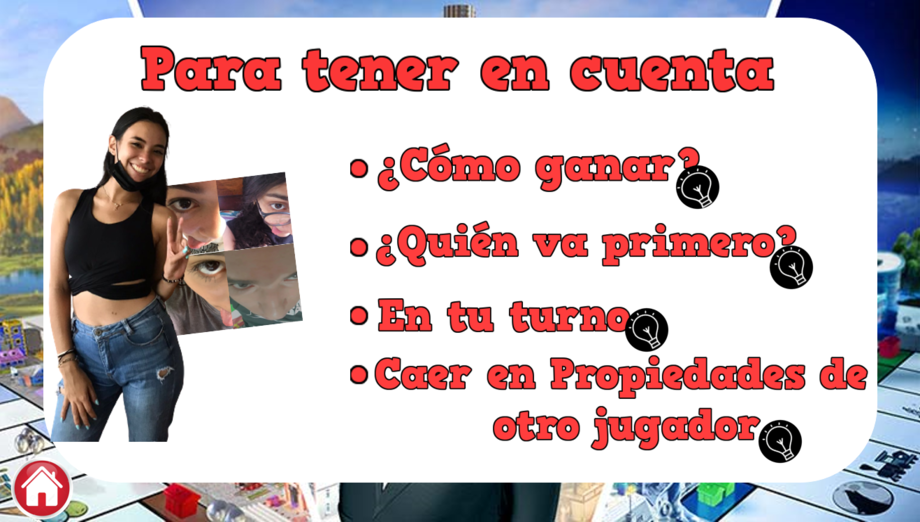 Para tener en cuenta
• ¿Cómo ganar?
• ¿Quién va primero?
• En tu turno
• Caer en Propiedades de
otro jugador